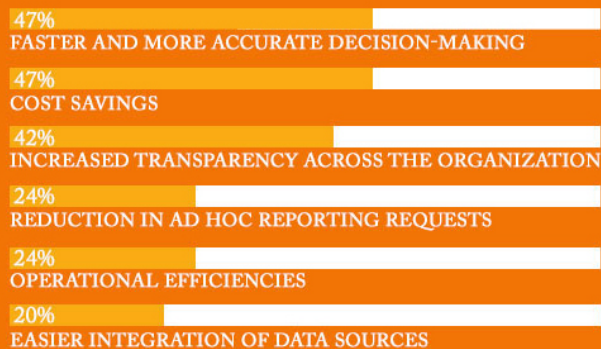 47%
FASTER AND MORE ACCURATE DECISION-MAKING
47%
COST SAVINGS
42%
INCREASED TRANSPARENCY ACROSS THE ORGANIZATION
24%
REDUCTION IN AD HOC REPORTING REQUESTS
24%
OPERATIONAL EFFICIENCIES
20%
EASIER INTEGRATION OF DATA SOURCES